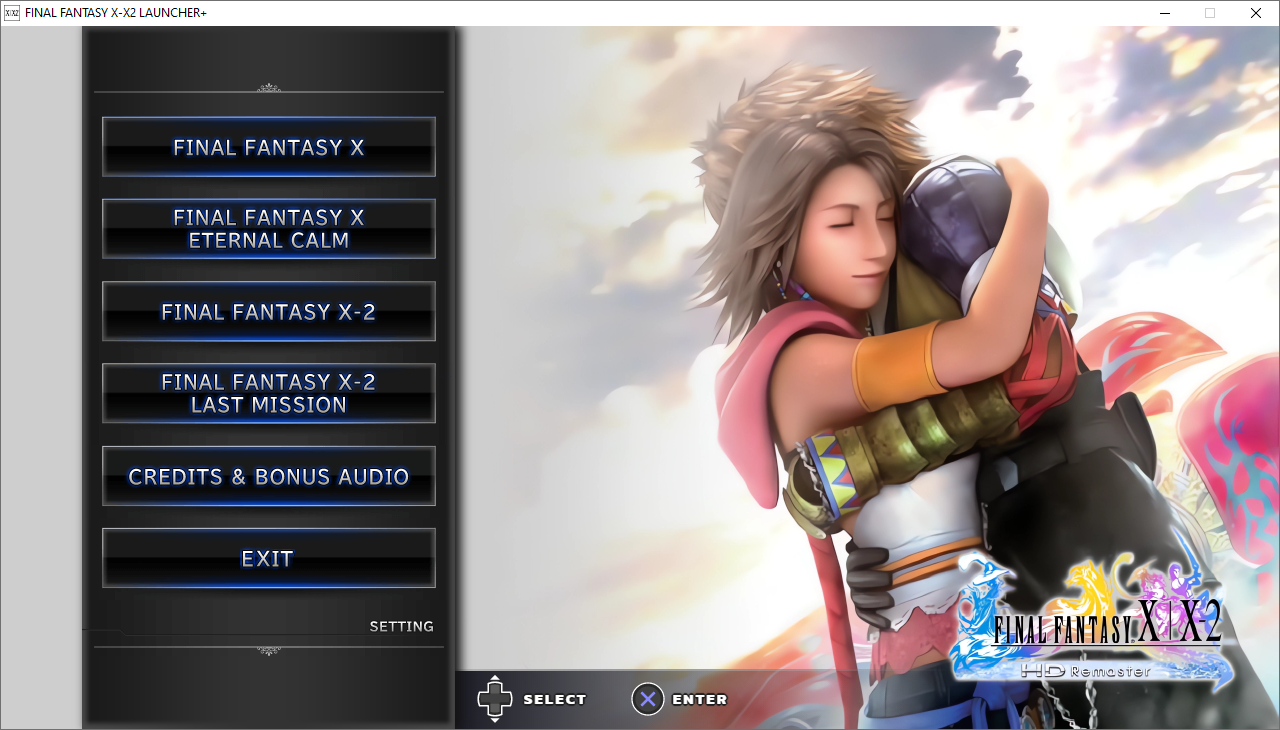 X|X2 FINAL FANTASY X-X2 LAUNCHER+
FINAL FANTASY X
FINAL FANTASY X
ETERNAL CALM
FINAL FANTASY X-2
FINAL FANTASY X-2
LAST MISSION
CREDITS & BONUS AUDIO
EXIT
SETTING
SELECT
ENTER
FINAL FANTASY X|X-2
HD Remaster